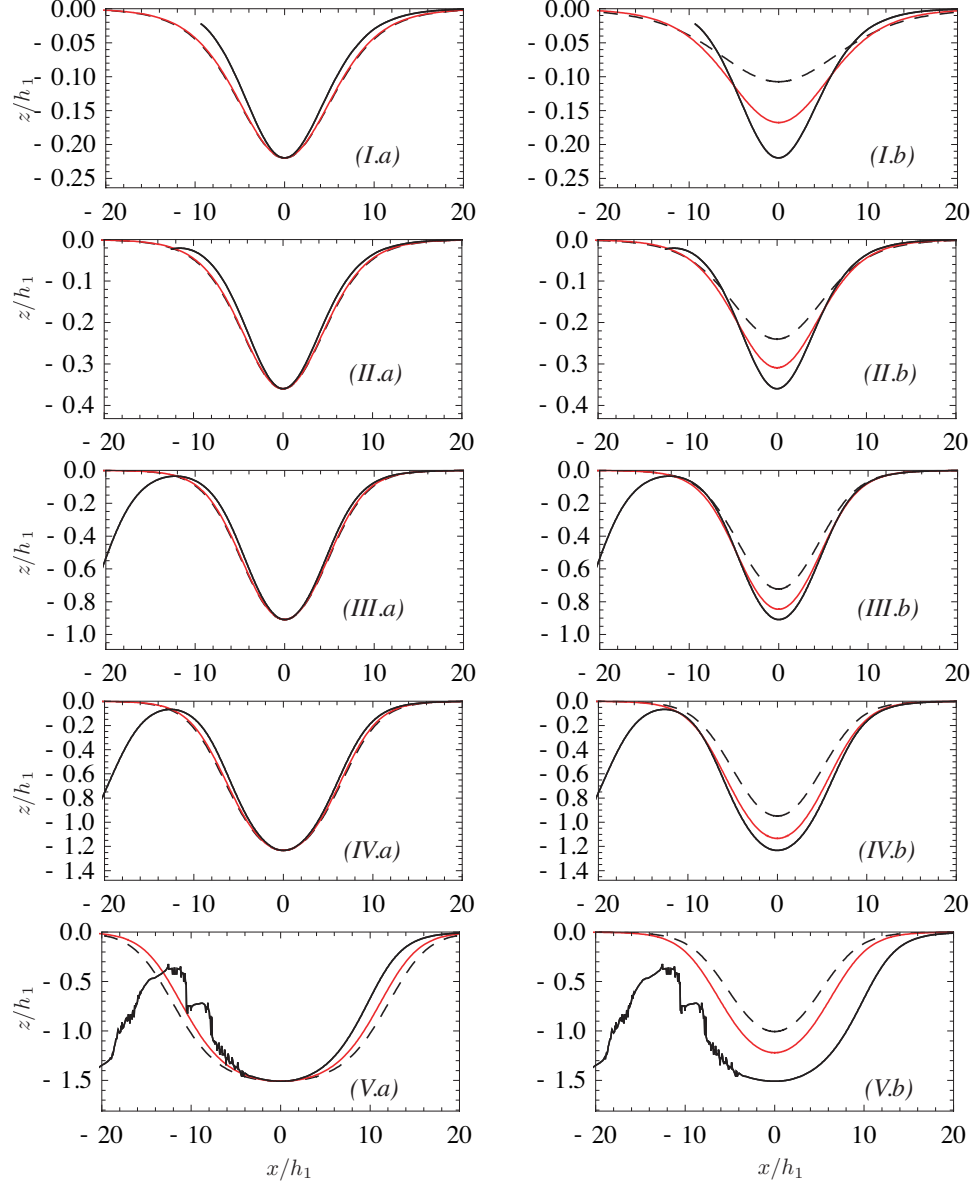 0.00
- 0.05
- 0.10
- 0.15
- 0.20
- 0.25
z/h1
(I.a)
- 20 - 10 0 10 20
0.00
- 0.05
- 0.10
- 0.15
- 0.20
- 0.25
z/h1
(I.b)
- 20 - 10 0 10 20
0.0
- 0.1
- 0.2
- 0.3
- 0.4
z/h1
(II.a)
- 20 - 10 0 10 20
0.0
- 0.1
- 0.2
- 0.3
- 0.4
z/h1
(II.b)
- 20 - 10 0 10 20
0.0
- 0.2
- 0.4
- 0.6
- 0.8
- 1.0
z/h1
(III.a)
- 20 - 10 0 10 20
0.0
- 0.2
- 0.4
- 0.6
- 0.8
- 1.0
z/h1
(III.b)
- 20 - 10 0 10 20
0.0
- 0.2
- 0.4
- 0.6
- 0.8
- 1.0
- 1.2
- 1.4
z/h1
(IV.a)
- 20 - 10 0 10 20
0.0
- 0.2
- 0.4
- 0.6
- 0.8
- 1.0
- 1.2
- 1.4
z/h1
(IV.b)
- 20 - 10 0 10 20
0.0
- 0.5
- 1.0
- 1.5
z/h1
(V.a)
- 20 - 10 0 10 20
x/h1
0.0
- 0.5
- 1.0
- 1.5
z/h1
(V.b)
- 20 - 10 0 10 20
x/h1